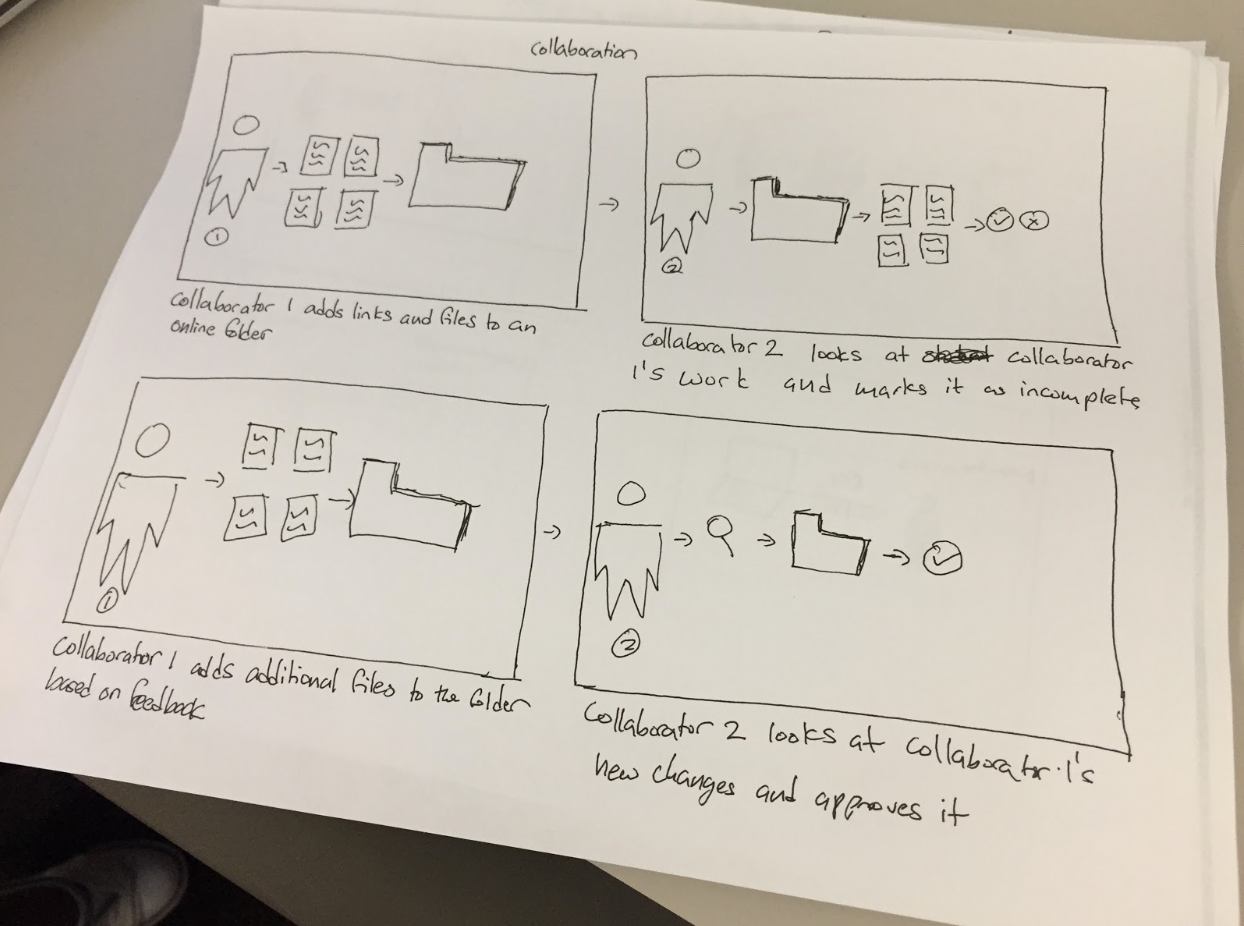 Collaboration
①
Collaborator 1 adds links and files to an
online folder
②
Collaborator 2 looks at collaborator
1's work and marks it as incomplete
①
Collaborator 1 adds additional files to the folder
based on feedback
②
Collaborator 2 looks at collaborator 1's
new changes and approves it